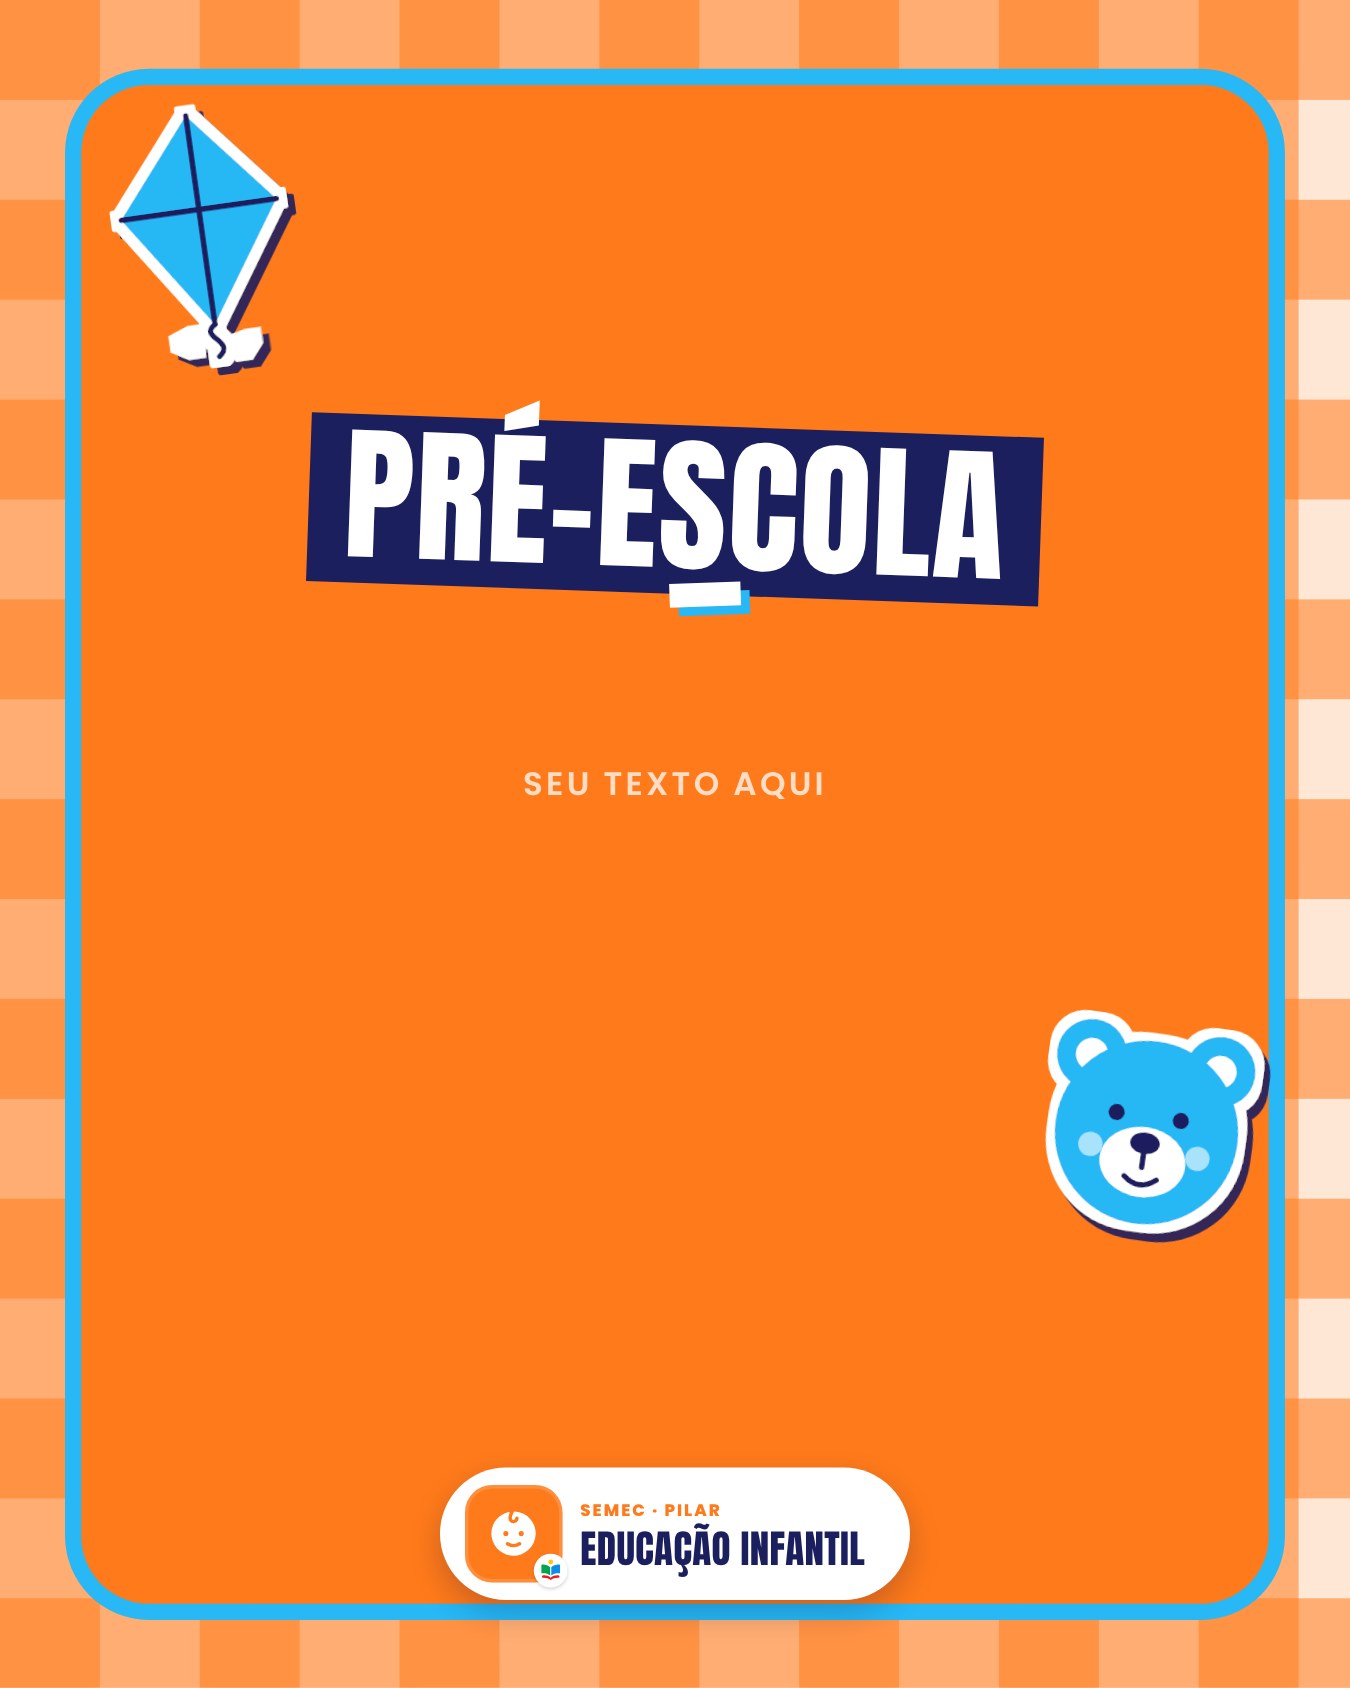 PRÉ-ESCOLA
SEU TEXTO AQUI
SEMEC · PILAR
EDUCAÇÃO INFANTIL